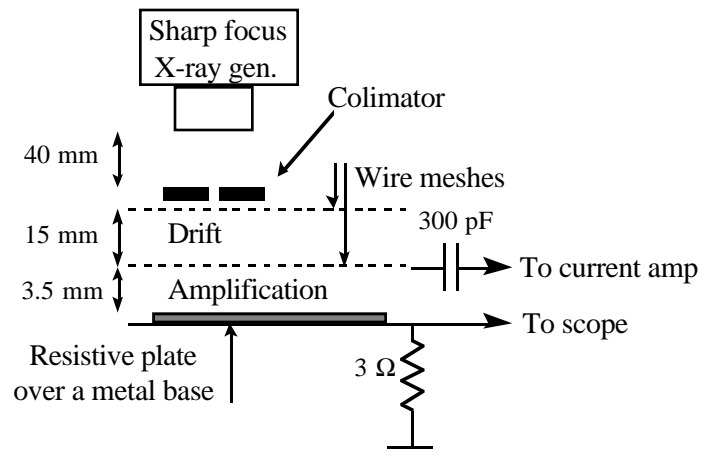 Sharp focus
X-ray gen.
Colimator
40 mm
Wire meshes
15 mm
Drift
300 pF
To current amp
3.5 mm
Amplification
To scope
Resistive plate
over a metal base
3 Ω